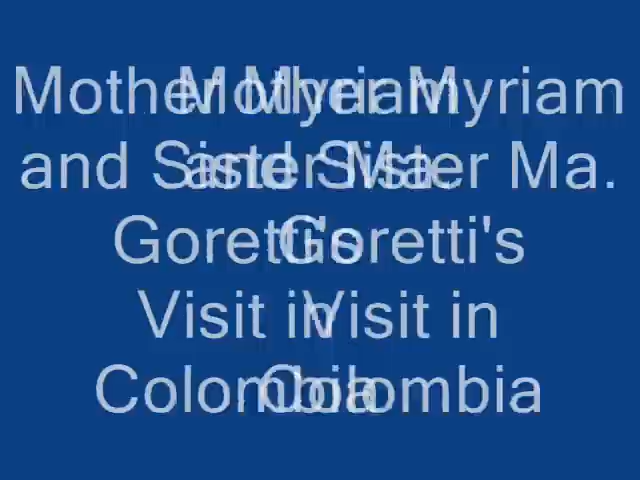 Mother Myriam
and Sister Ma.
Goretti's
Visit in
Colombia